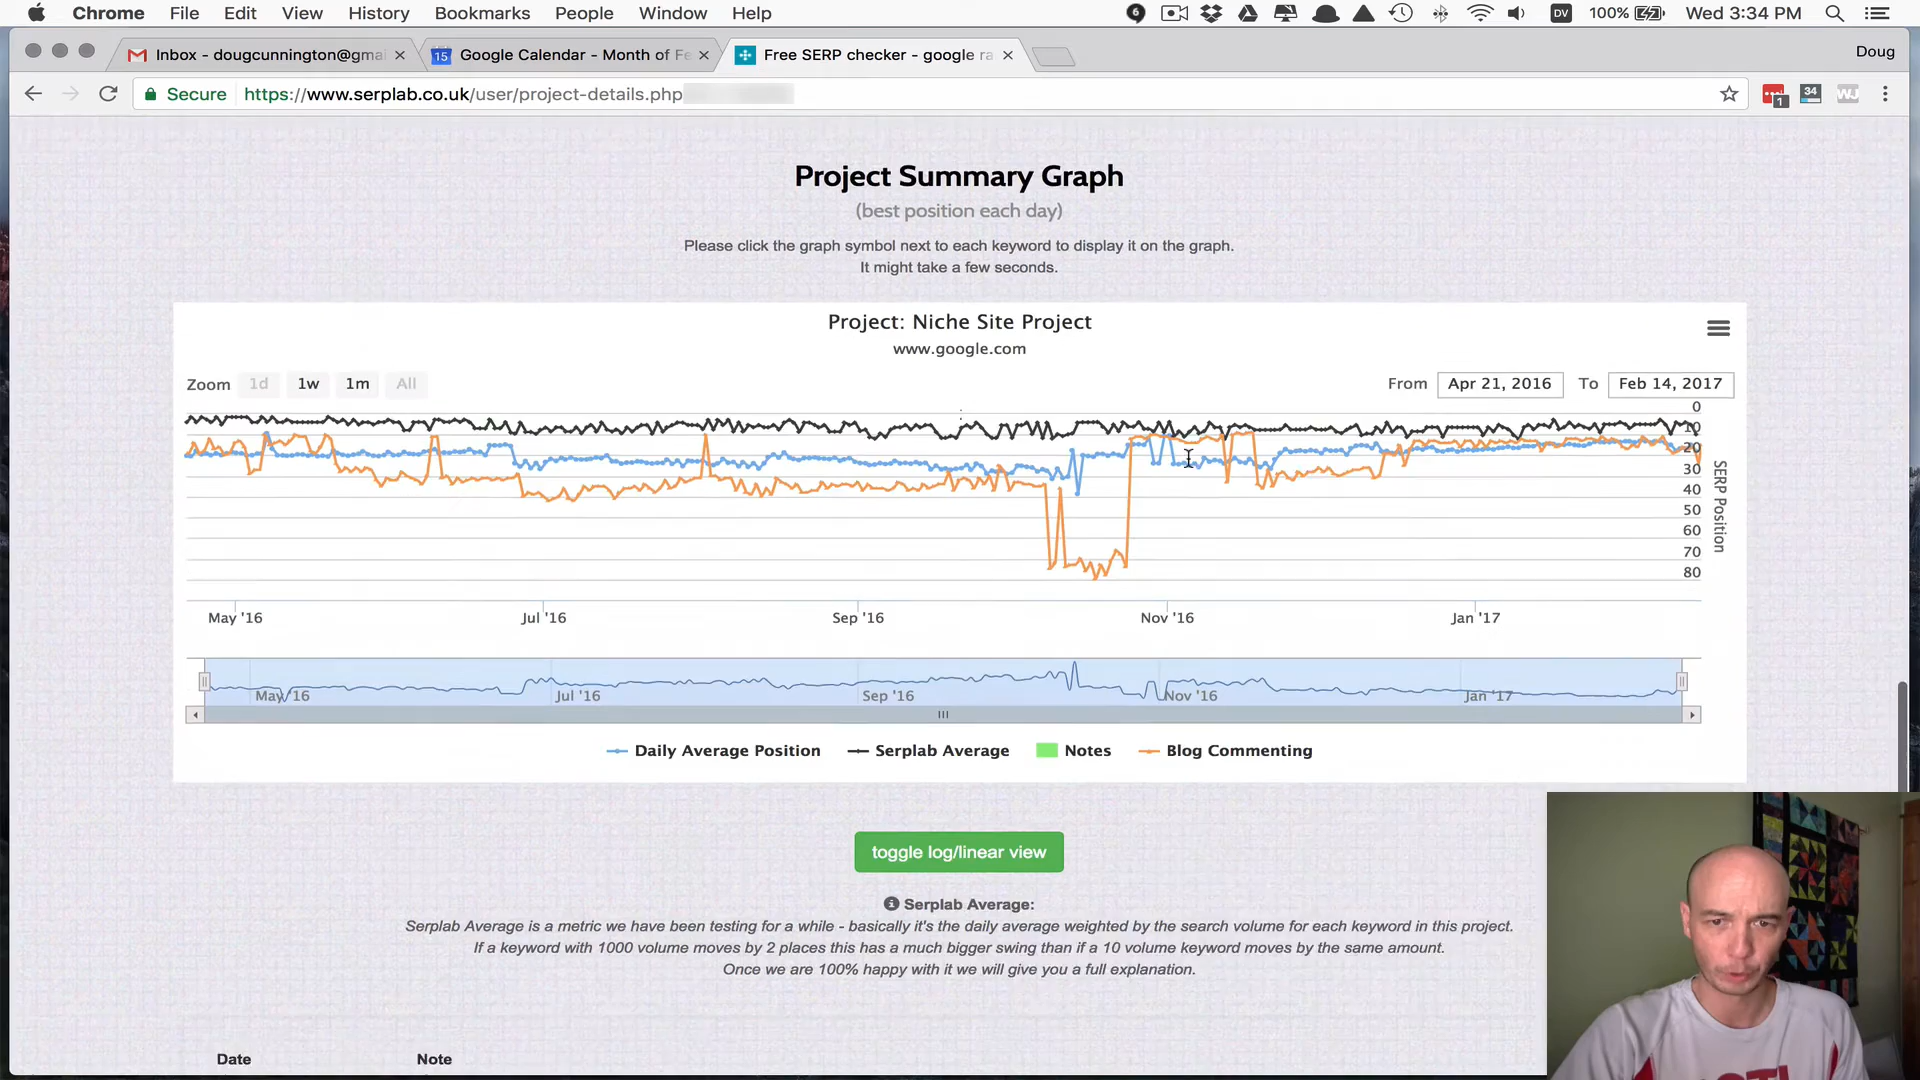 Chrome File Edit View History Bookmarks People Window Help
6 DV 100% Wed 3:34 PM
Inbox - dougcunnington@gma
15 Google Calendar - Month of Fe
Free SERP checker - google ra
Doug
Secure https://www.serplab.co.uk/user/project-details.php
1 34 WJ
Project Summary Graph
(best position each day)
Please click the graph symbol next to each keyword to display it on the graph.
It might take a few seconds.
Project: Niche Site Project
www.google.com
Zoom 1d 1w 1m All From Apr 21, 2016 To Feb 14, 2017
0
10
20
30
40
50
60
70
80
SERP Position
May '16 Jul '16 Sep '16 Nov '16 Jan '17
May '16 Jul '16 Sep '16 Nov '16 Jan '17
Daily Average Position Serplab Average Notes Blog Commenting
toggle log/linear view
Serplab Average:
Serplab Average is a metric we have been testing for a while - basically it's the daily average weighted by the search volume for each keyword in this project.
If a keyword with 1000 volume moves by 2 places this has a much bigger swing than if a 10 volume keyword moves by the same amount.
Once we are 100% happy with it we will give you a full explanation.
Date Note